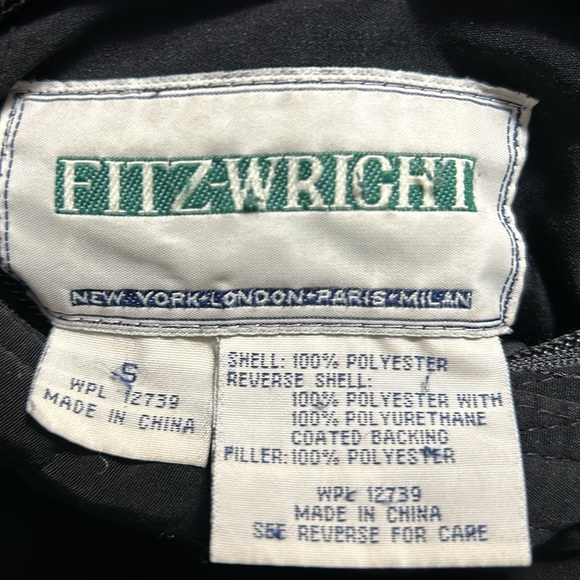 FITZ-WRIGHT
NEW YORK-LONDON-PARIS-MILAN
S
WPL 12739
MADE IN CHINA
SHELL: 100% POLYESTER
REVERSE SHELL:
100% POLYESTER WITH
100% POLYURETHANE
COATED BACKING
FILLER:100% POLYESTER
WPL 12739
MADE IN CHINA
SEE REVERSE FOR CARE